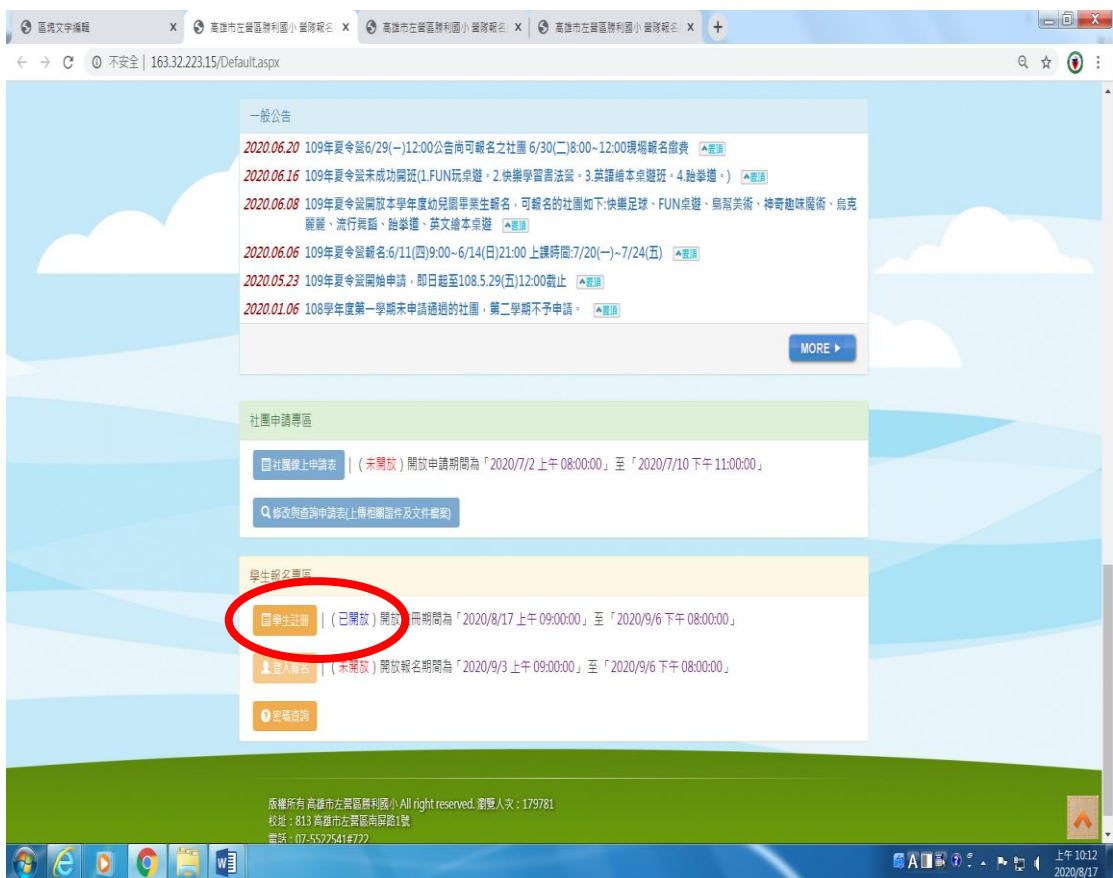 區塊文字編輯
高雄市左營區勝利國小 營隊報名
高雄市左營區勝利國小 營隊報名
高雄市左營區勝利國小 營隊報名
不安全 | 163.32.223.15/Default.aspx
一般公告
2020.06.20 109年夏令營6/29(一)12:00公告尚可報名之社團 6/30(二)8:00~12:00現場報名繳費 置頂
2020.06.16 109年夏令營未成功開班(1.FUN玩桌遊。2.快樂學習書法營。3.英語繪本桌遊班。4.跆拳道。) 置頂
2020.06.08 109年夏令營開放本學年度幼兒園畢業生報名,可報名的社團如下:快樂足球、FUN桌遊、烏幫美術、神奇趣味魔術、烏克
麗麗、流行舞蹈、跆拳道、英文繪本桌遊 置頂
2020.06.06 109年夏令營報名:6/11(四)9:00~6/14(日)21:00 上課時間:7/20(一)~7/24(五) 置頂
2020.05.23 109年夏令營開始申請,即日起至108.5.29(五)12:00截止 置頂
2020.01.06 108學年度第一學期未申請通過的社團,第二學期不予申請。 置頂
MORE
社團申請專區
社團線上申請表 | ( 未開放 ) 開放申請期間為「2020/7/2 上午 08:00:00」至「2020/7/10 下午 11:00:00」
修改與查詢申請表(上傳相關證件及文件檔案)
學生報名專區
學生註冊 | ( 已開放 ) 開放註冊期間為「2020/8/17 上午 09:00:00」至「2020/9/6 下午 08:00:00」
登入報名 | ( 未開放 ) 開放報名期間為「2020/9/3 上午 09:00:00」至「2020/9/6 下午 08:00:00」
密碼查詢
版權所有 高雄市左營區勝利國小 All right reserved. 瀏覽人次 : 179781
校址 : 813 高雄市左營區南屏路1號
電話 : 07-5522541#722
上午 10:12
2020/8/17